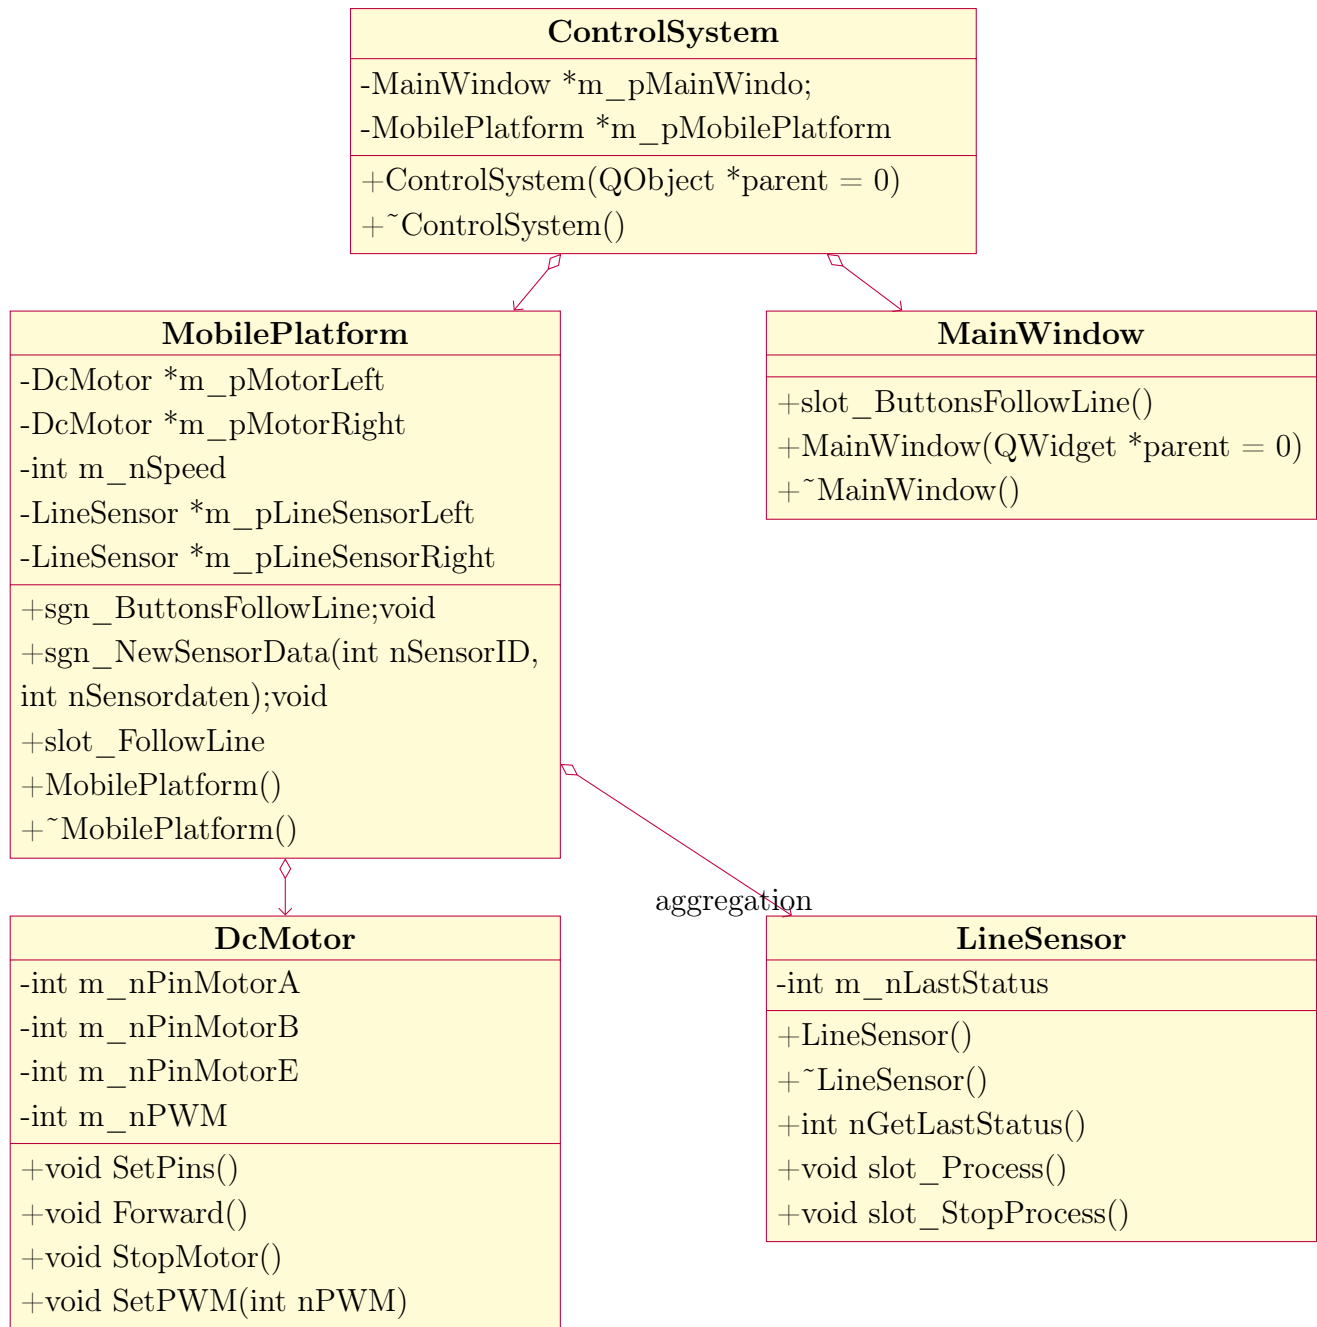 ControlSystem
-MainWindow *m_pMainWindo;
-MobilePlatform *m_pMobilePlatform
+ControlSystem(QObject *parent = 0)
+~ControlSystem()
MobilePlatform
-DcMotor *m_pMotorLeft
-DcMotor *m_pMotorRight
-int m_nSpeed
-LineSensor *m_pLineSensorLeft
-LineSensor *m_pLineSensorRight
+sgn_ButtonsFollowLine;void
+sgn_NewSensorData(int nSensorID,
int nSensordaten);void
+slot_FollowLine
+MobilePlatform()
+~MobilePlatform()
MainWindow
+slot_ButtonsFollowLine()
+MainWindow(QWidget *parent = 0)
+~MainWindow()
aggregation
DcMotor
-int m_nPinMotorA
-int m_nPinMotorB
-int m_nPinMotorE
-int m_nPWM
+void SetPins()
+void Forward()
+void StopMotor()
+void SetPWM(int nPWM)
LineSensor
-int m_nLastStatus
+LineSensor()
+~LineSensor()
+int nGetLastStatus()
+void slot_Process()
+void slot_StopProcess()